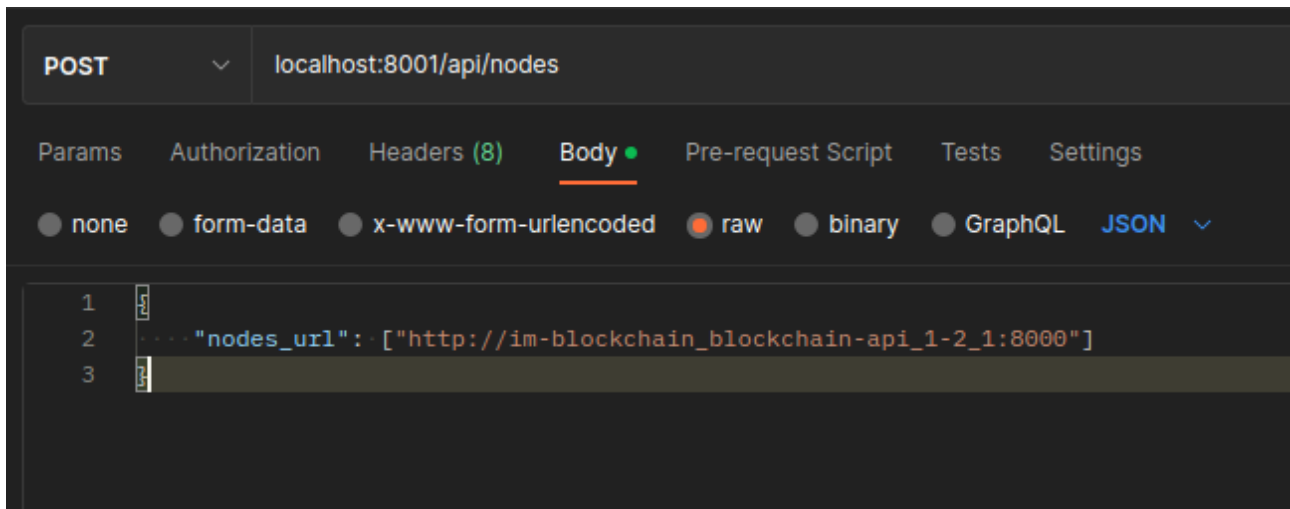 POST localhost:8001/api/nodes
Params Authorization Headers (8) Body Pre-request Script Tests Settings
none form-data x-www-form-urlencoded raw binary GraphQL JSON
1 {
2 "nodes_url": ["http://im-blockchain_blockchain-api_1-2_1:8000"]
3 }